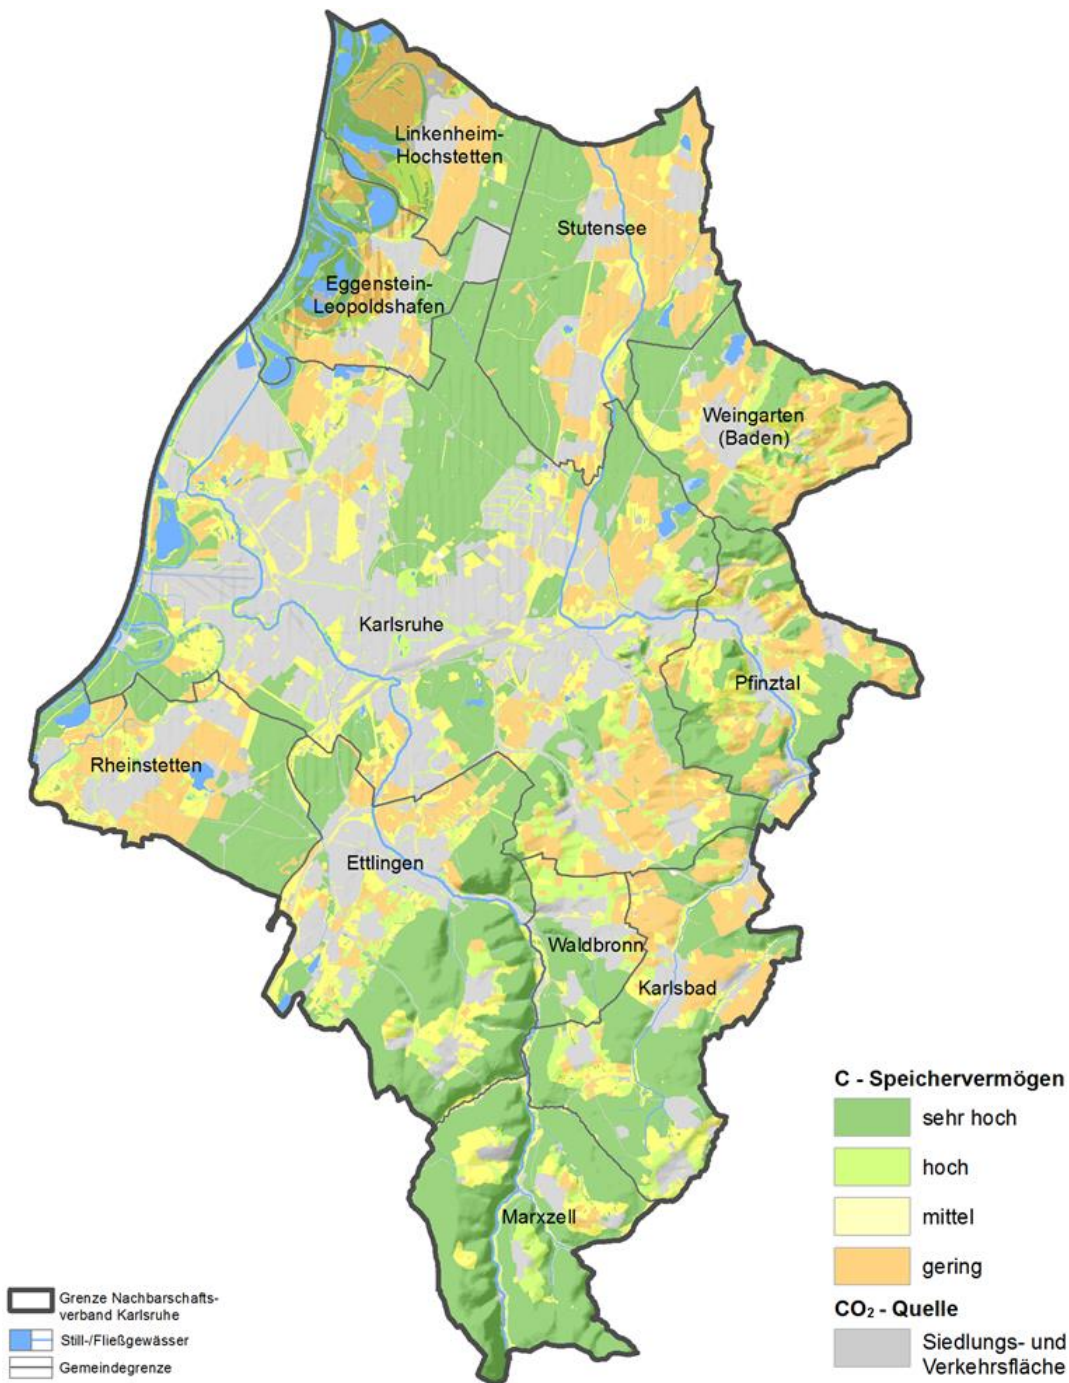 Linkenheim-
Hochstetten
Stutensee
Eggenstein-
Leopoldshafen
Weingarten
(Baden)
Karlsruhe
Pfinztal
Rheinstetten
Ettlingen
Waldbronn
Karlsbad
Marxzell
C - Speichervermögen
sehr hoch
hoch
mittel
gering
CO₂ - Quelle
Siedlungs- und
Verkehrsfläche
Grenze Nachbarschafts-
verband Karlsruhe
Still-/Fließgewässer
Gemeindegrenze